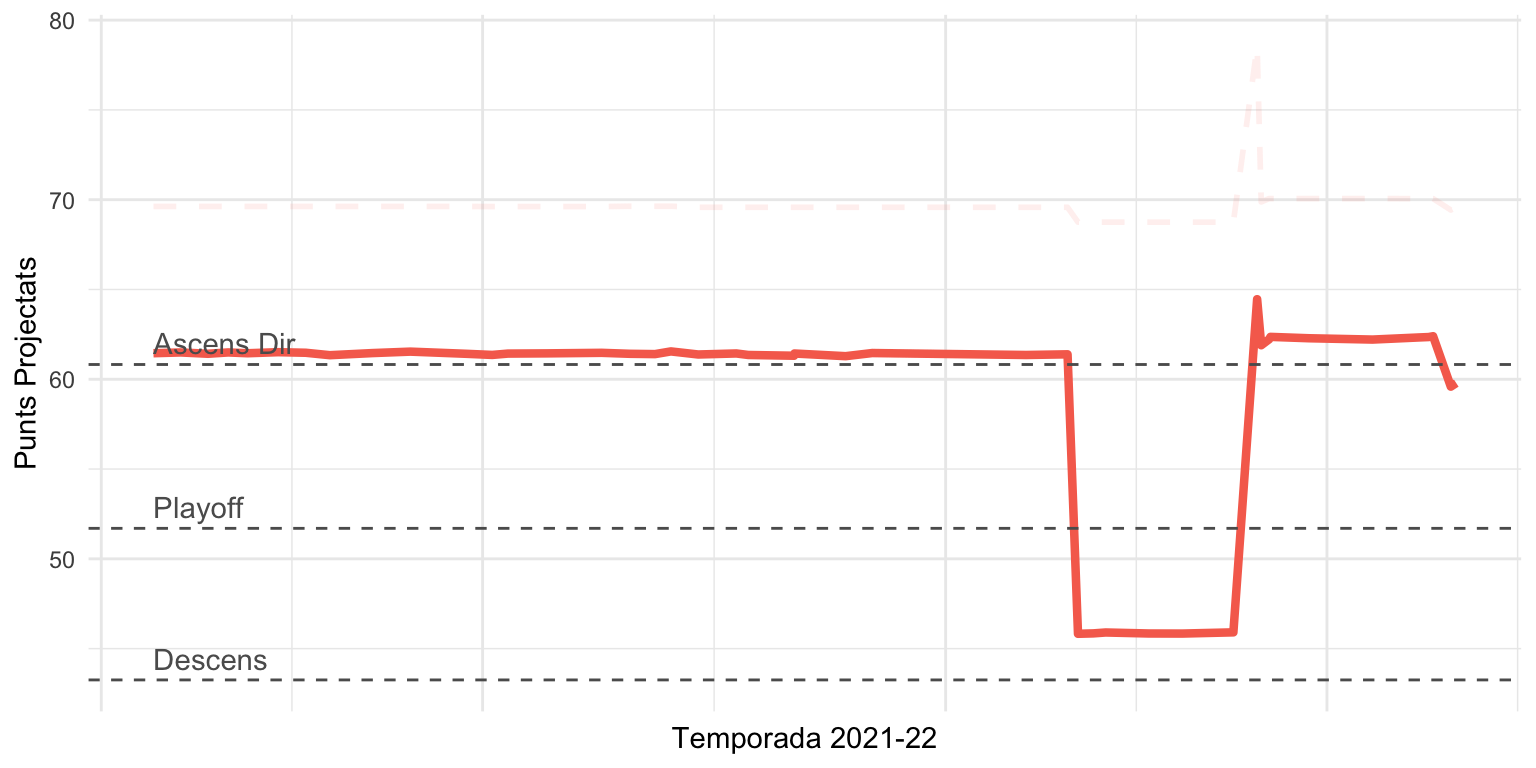 80
70
60
50
Punts Projectats
Ascens Dir
Playoff
Descens
Temporada 2021-22